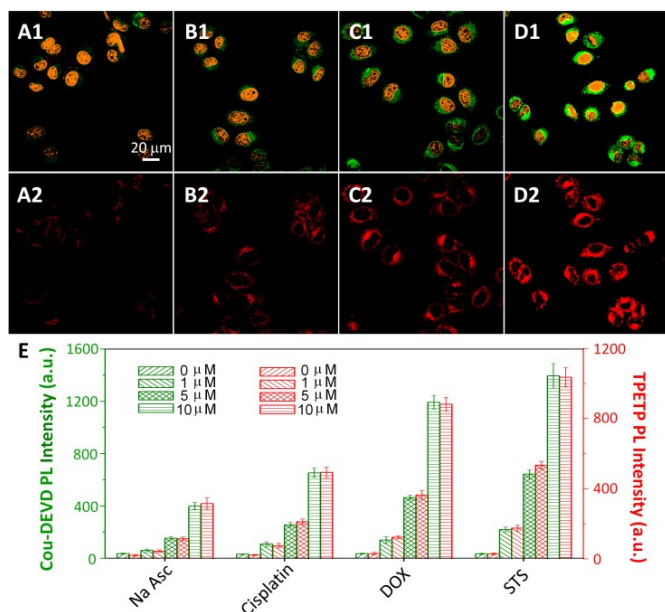 A1
B1
C1
D1
20 μm
A2
B2
C2
D2
E
1600
1200
800
400
0
Cou-DEVD PL Intensity (a.u.)
0 μM
1 μM
5 μM
10 μM
0 μM
1 μM
5 μM
10 μM
1200
800
400
0
TPETP PL Intensity (a.u.)
Na Asc
Cisplatin
DOX
STS